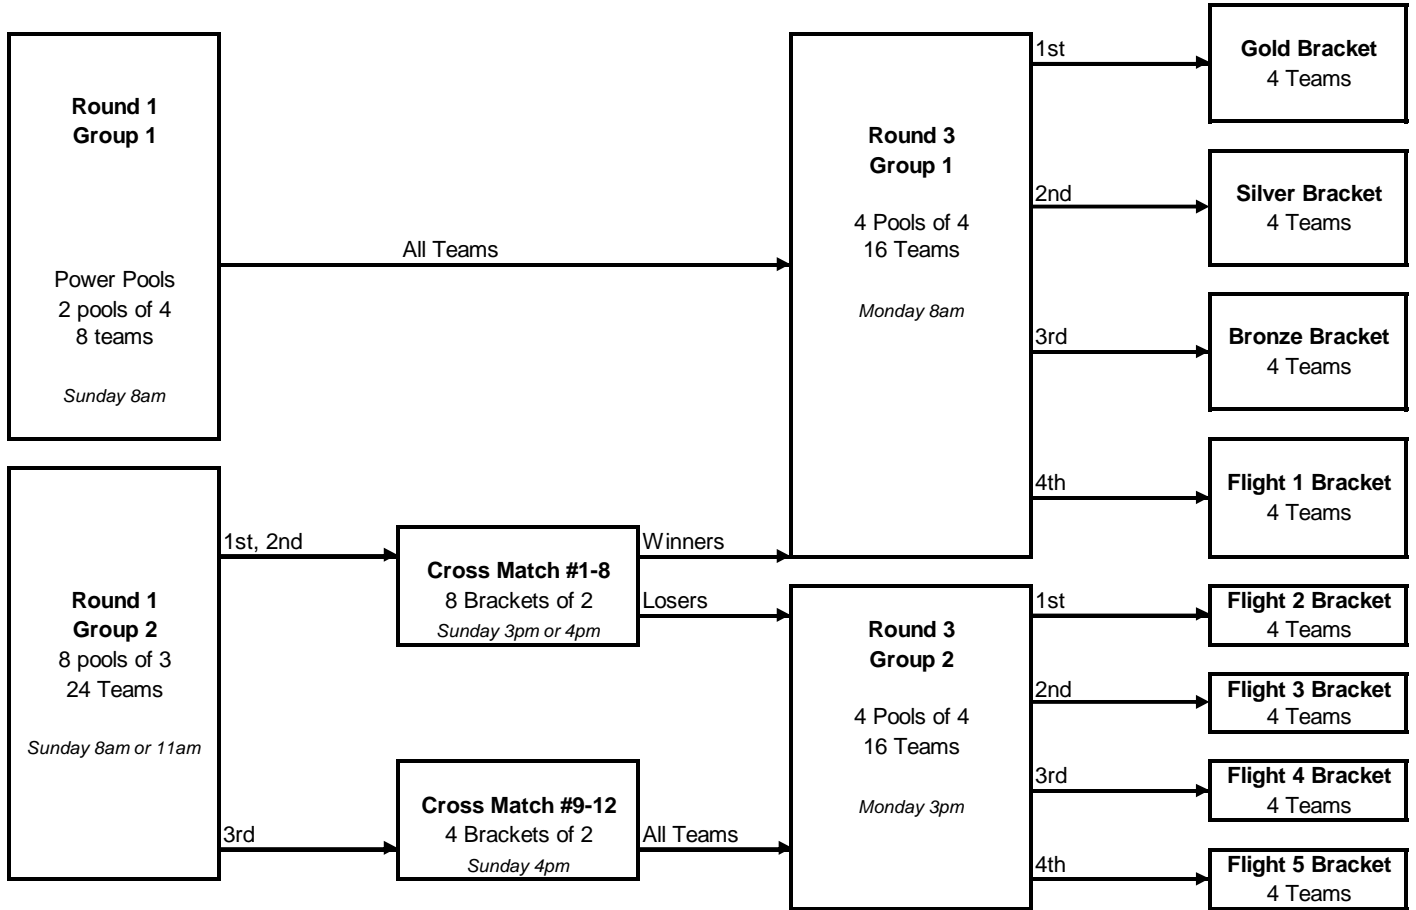 Round 1
Group 1
Power Pools
2 pools of 4
8 teams
Sunday 8am
All Teams
Round 3
Group 1
4 Pools of 4
16 Teams
Monday 8am
1st
Gold Bracket
4 Teams
2nd
Silver Bracket
4 Teams
3rd
Bronze Bracket
4 Teams
4th
Flight 1 Bracket
4 Teams
Round 1
Group 2
8 pools of 3
24 Teams
Sunday 8am or 11am
1st, 2nd
Cross Match #1-8
8 Brackets of 2
Sunday 3pm or 4pm
Winners
Losers
3rd
Cross Match #9-12
4 Brackets of 2
Sunday 4pm
All Teams
Round 3
Group 2
4 Pools of 4
16 Teams
Monday 3pm
1st
Flight 2 Bracket
4 Teams
2nd
Flight 3 Bracket
4 Teams
3rd
Flight 4 Bracket
4 Teams
4th
Flight 5 Bracket
4 Teams